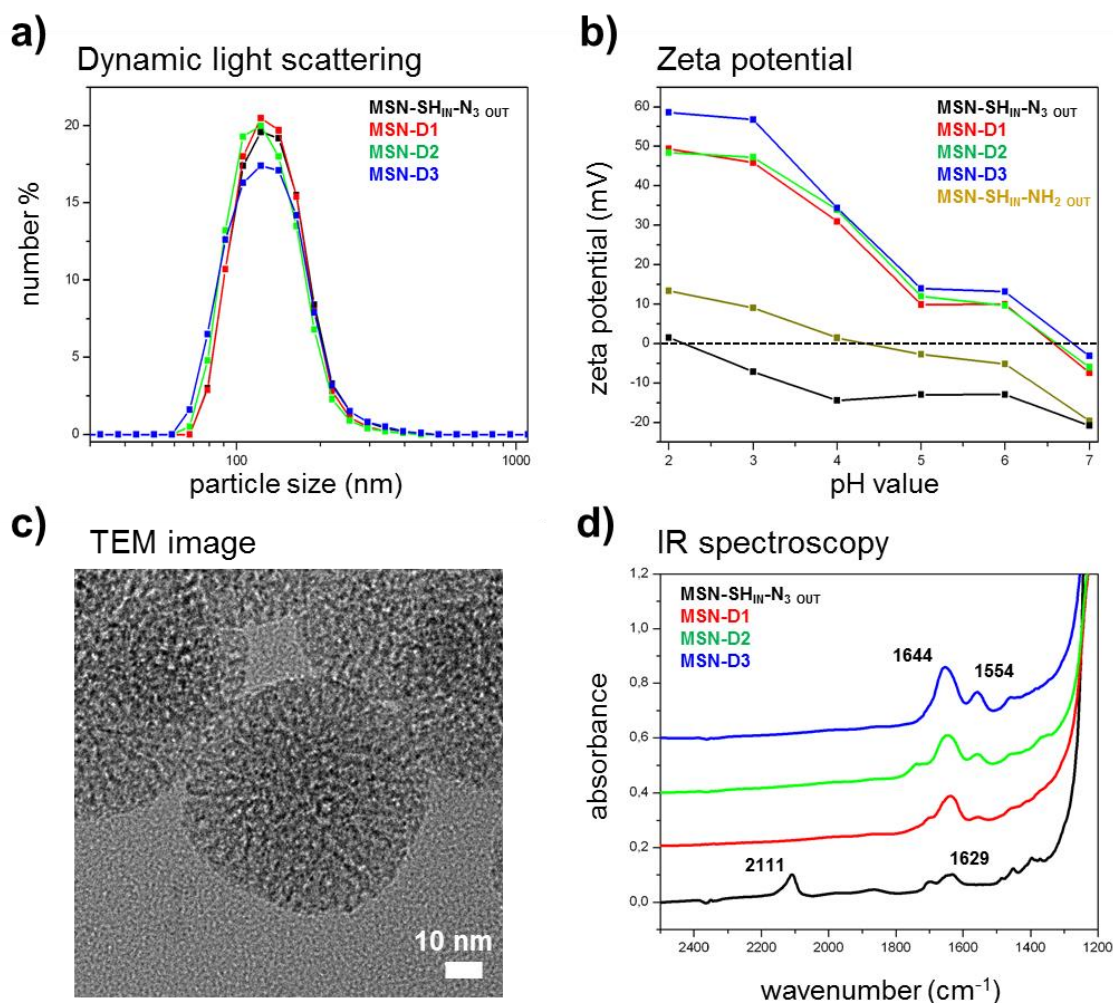 a)
Dynamic light scattering
MSN-SH_IN-N_3 OUT
MSN-D1
MSN-D2
MSN-D3
20
15
10
5
0
number %
100
1000
particle size (nm)
b)
Zeta potential
MSN-SH_IN-N_3 OUT
MSN-D1
MSN-D2
MSN-D3
MSN-SH_IN-NH_2 OUT
60
50
40
30
20
10
0
-10
-20
zeta potential (mV)
2 3 4 5 6 7
pH value
c)
TEM image
10 nm
d)
IR spectroscopy
MSN-SH_IN-N_3 OUT
MSN-D1
MSN-D2
MSN-D3
1644
1554
2111
1629
1,2
1,0
0,8
0,6
0,4
0,2
0,0
absorbance
2400 2200 2000 1800 1600 1400 1200
wavenumber (cm⁻¹)